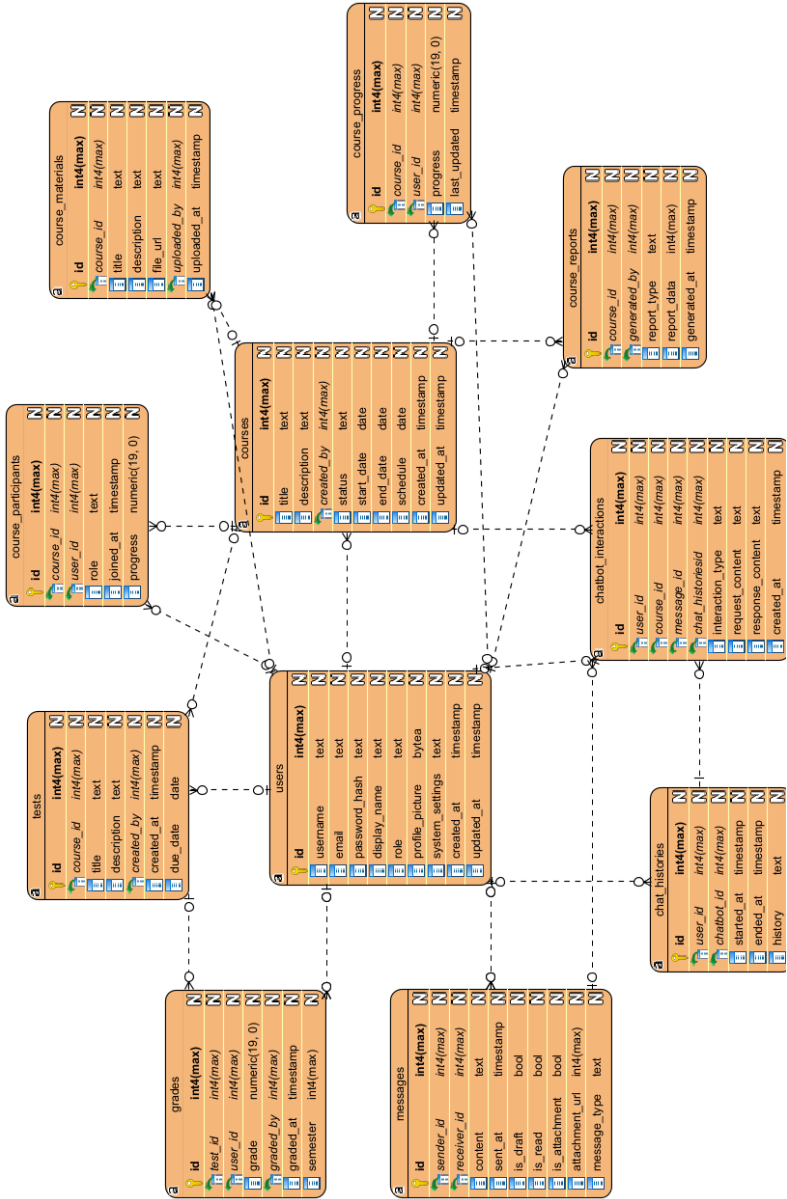 a
tests
id int4(max) N
course_id int4(max) N
title text N
description text N
created_by int4(max) N
created_at timestamp N
due_date date N
a
course_participants
id int4(max) N
course_id int4(max) N
user_id int4(max) N
role text N
joined_at timestamp N
progress numeric(19, 0) N
a
course_materials
id int4(max) N
course_id int4(max) N
title text N
description text N
file_url text N
uploaded_by int4(max) N
uploaded_at timestamp N
a
grades
id int4(max) N
test_id int4(max) N
user_id int4(max) N
grade numeric(19, 0) N
graded_by int4(max) N
graded_at timestamp N
semester int4(max) N
a
users
id int4(max) N
username text N
email text N
password_hash text N
display_name text N
role text N
profile_picture bytea N
system_settings text N
created_at timestamp N
updated_at timestamp N
a
courses
id int4(max) N
title text N
description text N
created_by int4(max) N
status text N
start_date date N
end_date date N
schedule date N
created_at timestamp N
updated_at timestamp N
a
course_progress
id int4(max) N
course_id int4(max) N
user_id int4(max) N
progress numeric(19, 0) N
last_updated timestamp N
a
messages
id int4(max) N
sender_id int4(max) N
receiver_id int4(max) N
content text N
sent_at timestamp N
is_draft bool N
is_read bool N
is_attachment bool N
attachment_url int4(max) N
message_type text N
a
chat_histories
id int4(max) N
user_id int4(max) N
chatbot_id int4(max) N
started_at timestamp N
ended_at timestamp N
history text N
a
chatbot_interactions
id int4(max) N
user_id int4(max) N
course_id int4(max) N
message_id int4(max) N
chat_historiesid int4(max) N
interaction_type text N
request_content text N
response_content text N
created_at timestamp N
a
course_reports
id int4(max) N
course_id int4(max) N
generated_by int4(max) N
report_type text N
report_data int4(max) N
generated_at timestamp N